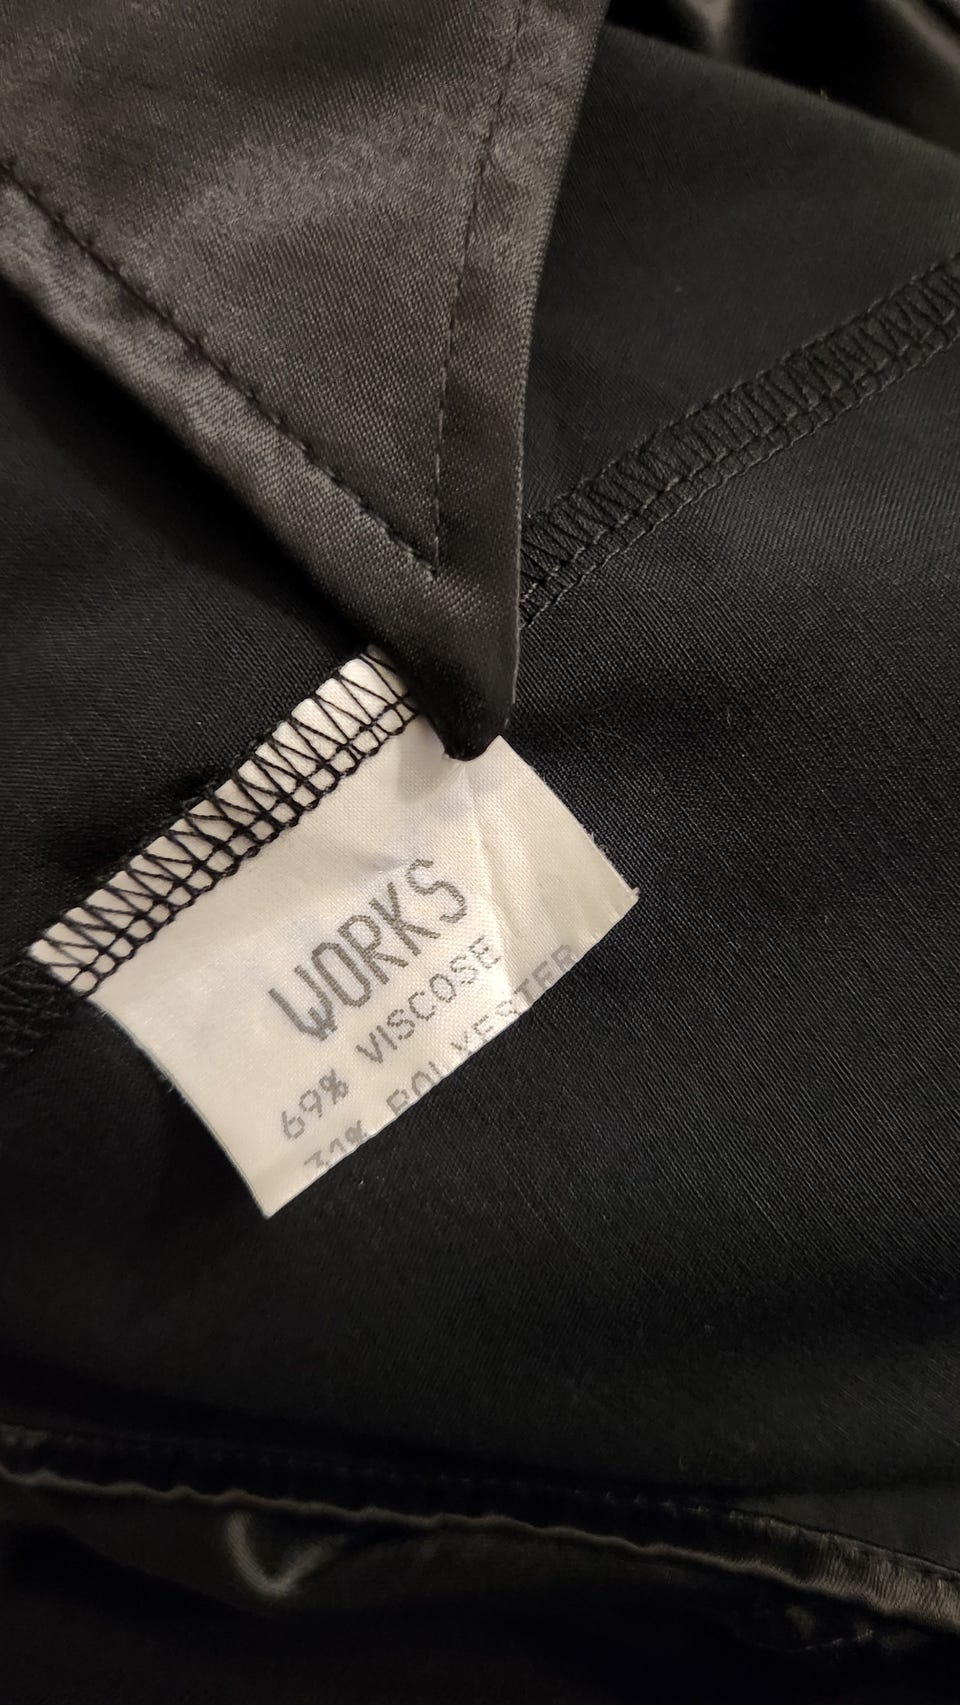 WORKS
69% VISCOSE
31% POLYESTER